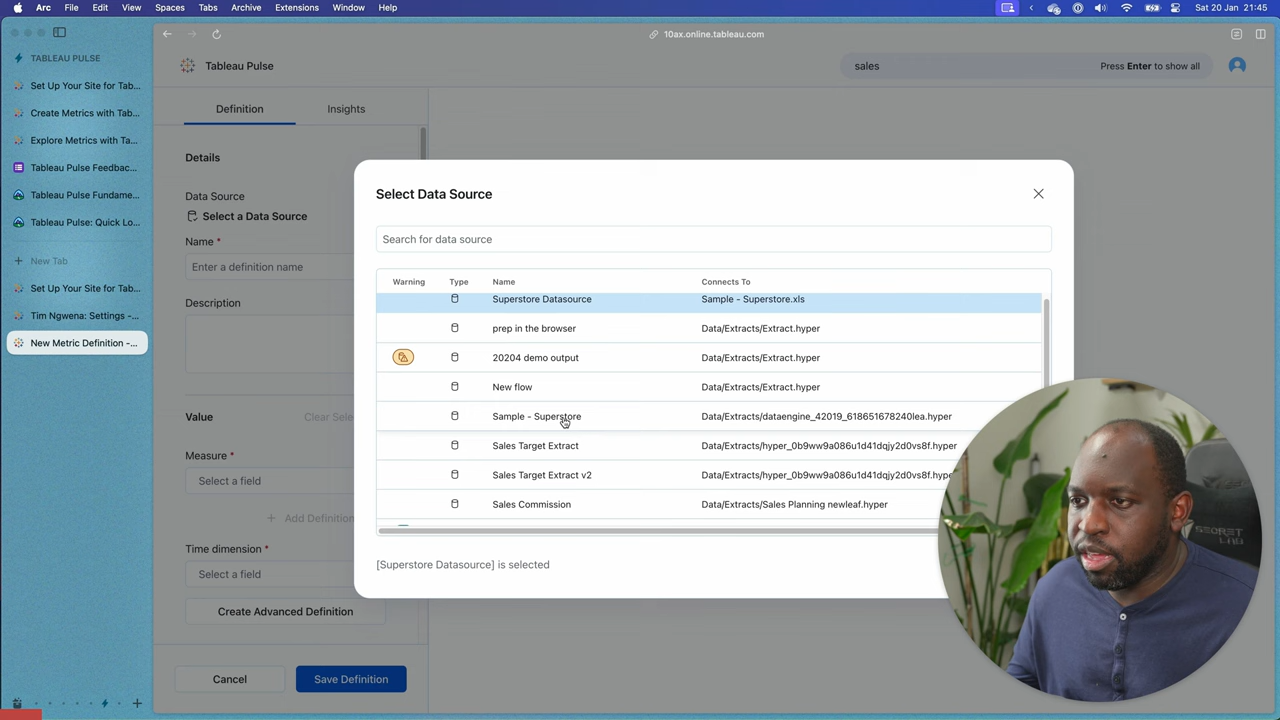 Arc File Edit View Spaces Tabs Archive Extensions Window Help Sat 20 Jan 21:45
10ax.online.tableau.com
TABLEAU PULSE
Set Up Your Site for Tab...
Create Metrics with Tab...
Explore Metrics with Ta...
Tableau Pulse Feedbac...
Tableau Pulse Fundame...
Tableau Pulse: Quick Lo...
New Tab
Set Up Your Site for Tab...
Tim Ngwena: Settings -...
New Metric Definition -...
Tableau Pulse
sales Press Enter to show all
Definition Insights
Details
Data Source
Select a Data Source
Name *
Enter a definition name
Description
Value Clear Sele
Measure *
Select a field
Add Definition
Time dimension *
Select a field
Create Advanced Definition
Cancel Save Definition
Select Data Source
Search for data source
Warning Type Name Connects To
Superstore Datasource Sample - Superstore.xls
prep in the browser Data/Extracts/Extract.hyper
20204 demo output Data/Extracts/Extract.hyper
New flow Data/Extracts/Extract.hyper
Sample - Superstore Data/Extracts/dataengine_42019_618651678240lea.hyper
Sales Target Extract Data/Extracts/hyper_0b9ww9a086u1d41dqjy2d0vs8f.hyper
Sales Target Extract v2 Data/Extracts/hyper_0b9ww9a086u1d41dqjy2d0vs8f.hyper
Sales Commission Data/Extracts/Sales Planning newleaf.hyper
[Superstore Datasource] is selected
SECRET
LAB